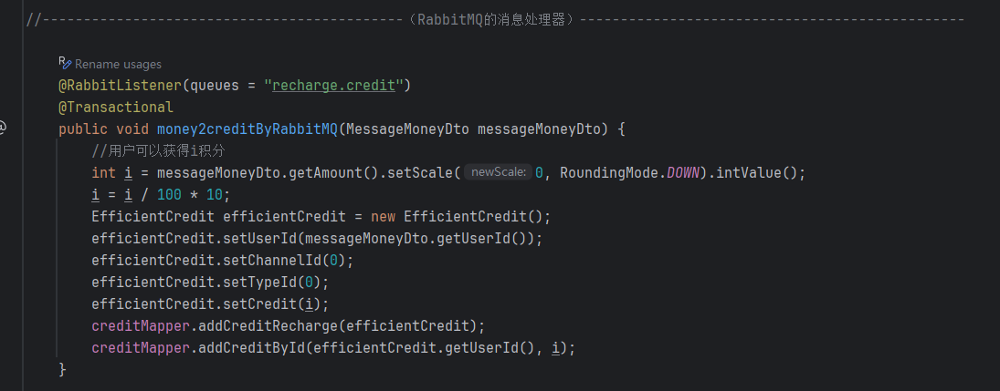 //-------------------------------------------（RabbitMQ的消息处理器）----------------------------------------------
Rename usages
@RabbitListener(queues = "recharge.credit")
@Transactional
public void money2creditByRabbitMQ(MessageMoneyDto messageMoneyDto) {
//用户可以获得i积分
int i = messageMoneyDto.getAmount().setScale( newScale: 0, RoundingMode.DOWN).intValue();
i = i / 100 * 10;
EfficientCredit efficientCredit = new EfficientCredit();
efficientCredit.setUserId(messageMoneyDto.getUserId());
efficientCredit.setChannelId(0);
efficientCredit.setTypeId(0);
efficientCredit.setCredit(i);
creditMapper.addCreditRecharge(efficientCredit);
creditMapper.addCreditById(efficientCredit.getUserId(), i);
}